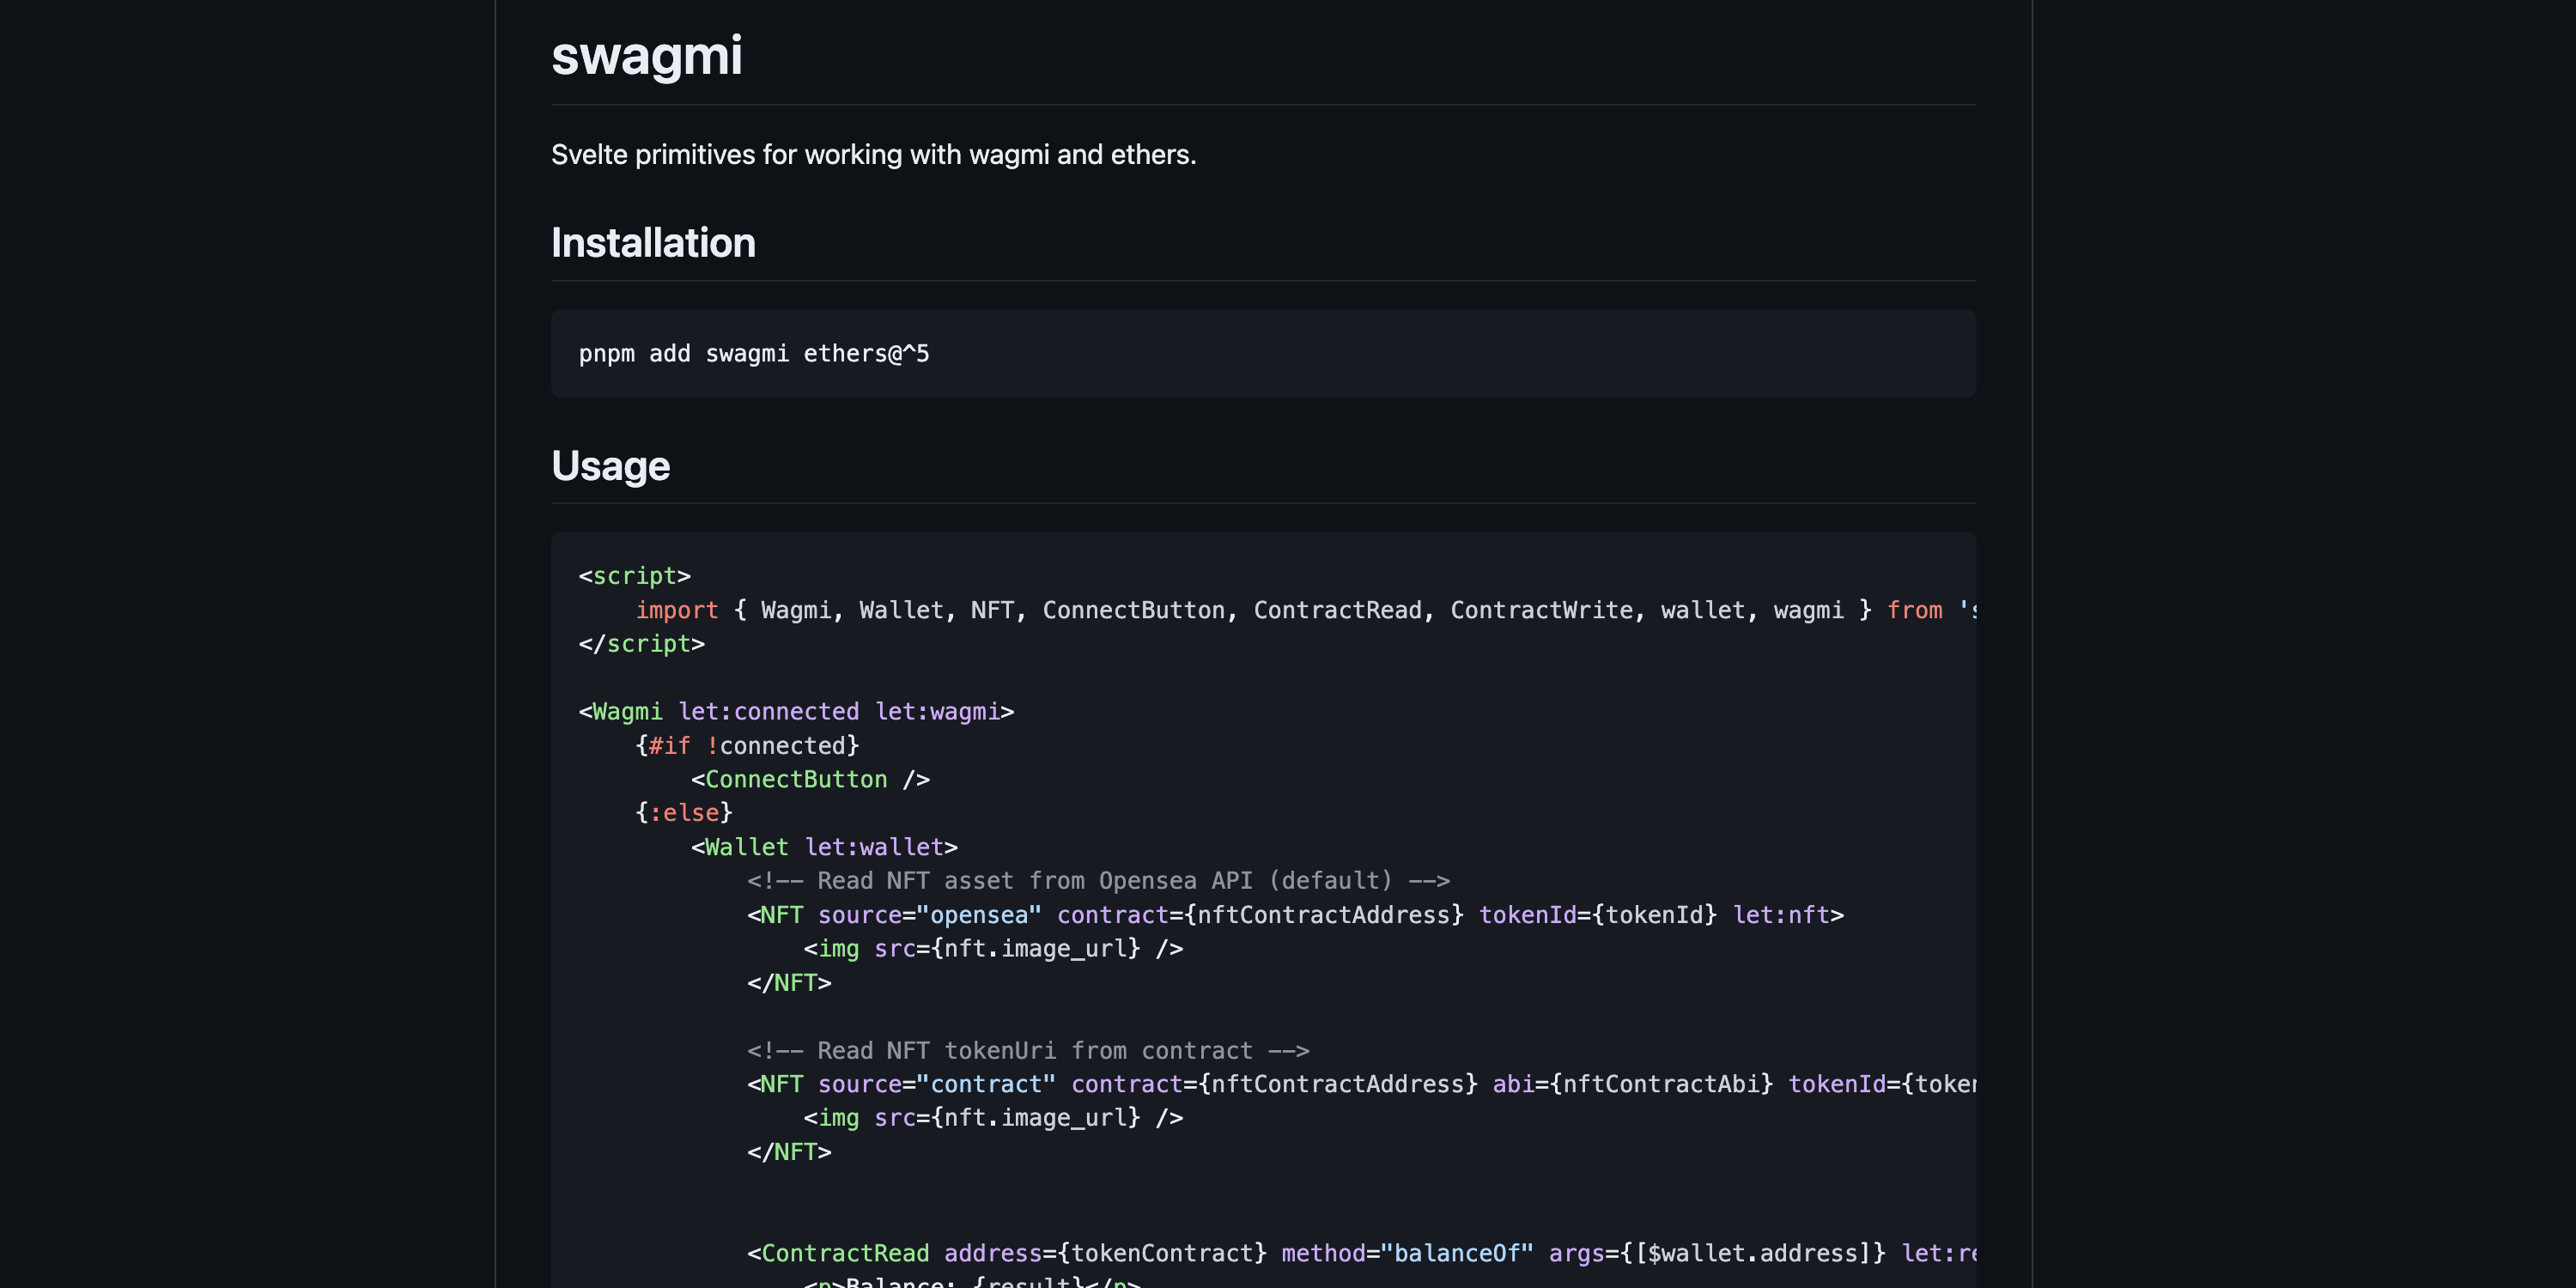 swagmi
Svelte primitives for working with wagmi and ethers.
Installation
pnpm add swagmi ethers@^5
Usage
<script>
import { Wagmi, Wallet, NFT, ConnectButton, ContractRead, ContractWrite, wallet, wagmi } from 's
</script>
<Wagmi let:connected let:wagmi>
{#if !connected}
<ConnectButton />
{:else}
<Wallet let:wallet>
<!-- Read NFT asset from Opensea API (default) -->
<NFT source="opensea" contract={nftContractAddress} tokenId={tokenId} let:nft>
<img src={nft.image_url} />
</NFT>
<!-- Read NFT tokenUri from contract -->
<NFT source="contract" contract={nftContractAddress} abi={nftContractAbi} tokenId={token
<img src={nft.image_url} />
</NFT>
<ContractRead address={tokenContract} method="balanceOf" args={[$wallet.address]} let:re
<p>Balance: {result}</p>